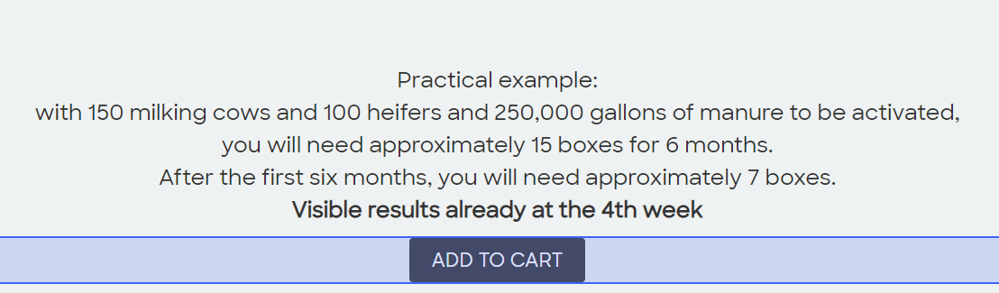 Practical example:
with 150 milking cows and 100 heifers and 250,000 gallons of manure to be activated,
you will need approximately 15 boxes for 6 months.
After the first six months, you will need approximately 7 boxes.
Visible results already at the 4th week
ADD TO CART